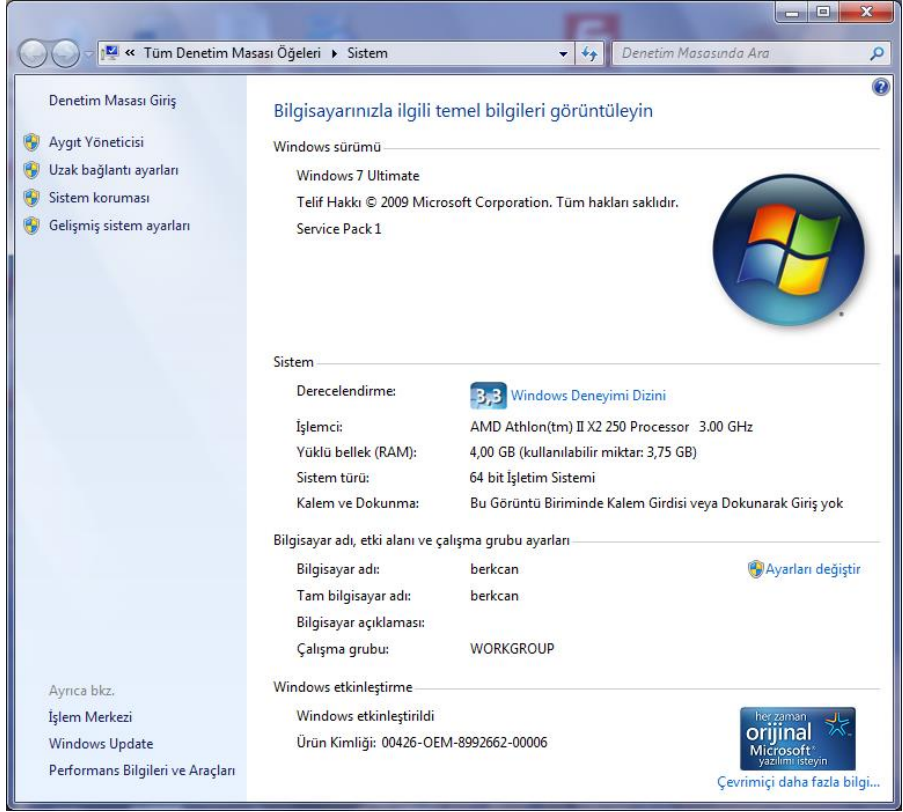 « Tüm Denetim Masası Öğeleri Sistem
Denetim Masasında Ara
Denetim Masası Giriş
Aygıt Yöneticisi
Uzak bağlantı ayarları
Sistem koruması
Gelişmiş sistem ayarları
Bilgisayarınızla ilgili temel bilgileri görüntüleyin
Windows sürümü
Windows 7 Ultimate
Telif Hakkı © 2009 Microsoft Corporation. Tüm hakları saklıdır.
Service Pack 1
Sistem
Derecelendirme: 3,3 Windows Deneyimi Dizini
İşlemci: AMD Athlon(tm) II X2 250 Processor 3.00 GHz
Yüklü bellek (RAM): 4,00 GB (kullanılabilir miktar: 3,75 GB)
Sistem türü: 64 bit İşletim Sistemi
Kalem ve Dokunma: Bu Görüntü Biriminde Kalem Girdisi veya Dokunarak Giriş yok
Bilgisayar adı, etki alanı ve çalışma grubu ayarları
Bilgisayar adı: berkcan Ayarları değiştir
Tam bilgisayar adı: berkcan
Bilgisayar açıklaması:
Çalışma grubu: WORKGROUP
Windows etkinleştirme
Windows etkinleştirildi
Ürün Kimliği: 00426-OEM-8992662-00006
her zaman
orijinal
Microsoft®
yazılımı isteyin
Çevrimiçi daha fazla bilgi...
Ayrıca bkz.
İşlem Merkezi
Windows Update
Performans Bilgileri ve Araçları